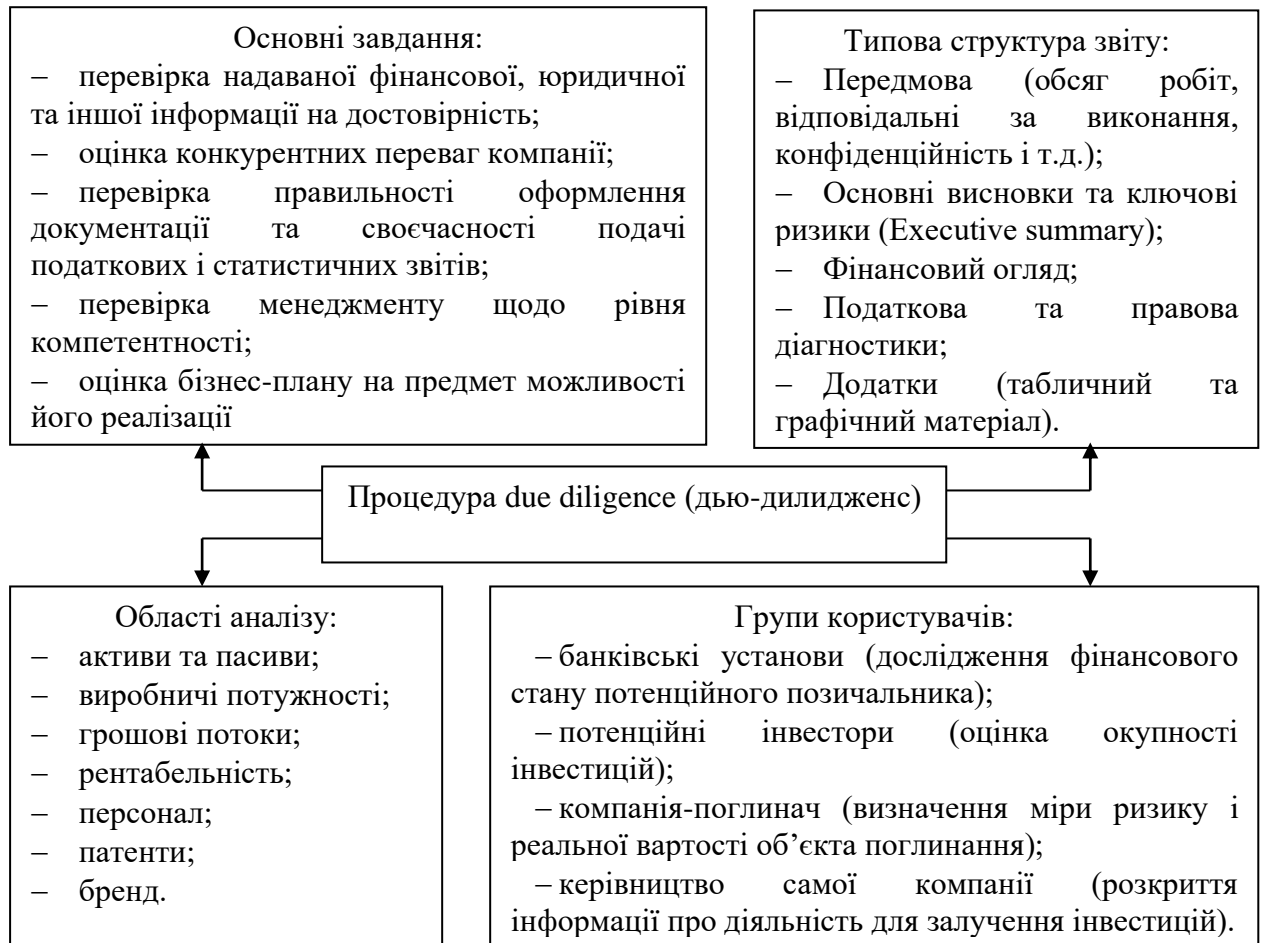 Основні завдання:
– перевірка надаваної фінансової, юридичної
та іншої інформації на достовірність;
– оцінка конкурентних переваг компанії;
– перевірка правильності оформлення
документації та своєчасності подачі
податкових і статистичних звітів;
– перевірка менеджменту щодо рівня
компетентності;
– оцінка бізнес-плану на предмет можливості
його реалізації
Типова структура звіту:
– Передмова (обсяг робіт,
відповідальні за виконання,
конфіденційність і т.д.);
– Основні висновки та ключові
ризики (Executive summary);
– Фінансовий огляд;
– Податкова та правова
діагностики;
– Додатки (табличний та
графічний матеріал).
Процедура due diligence (дью-дилидженс)
Області аналізу:
– активи та пасиви;
– виробничі потужності;
– грошові потоки;
– рентабельність;
– персонал;
– патенти;
– бренд.
Групи користувачів:
– банківські установи (дослідження фінансового
стану потенційного позичальника);
– потенційні інвестори (оцінка окупності
інвестицій);
– компанія-поглинач (визначення міри ризику і
реальної вартості об’єкта поглинання);
– керівництво самої компанії (розкриття
інформації про діяльність для залучення інвестицій).